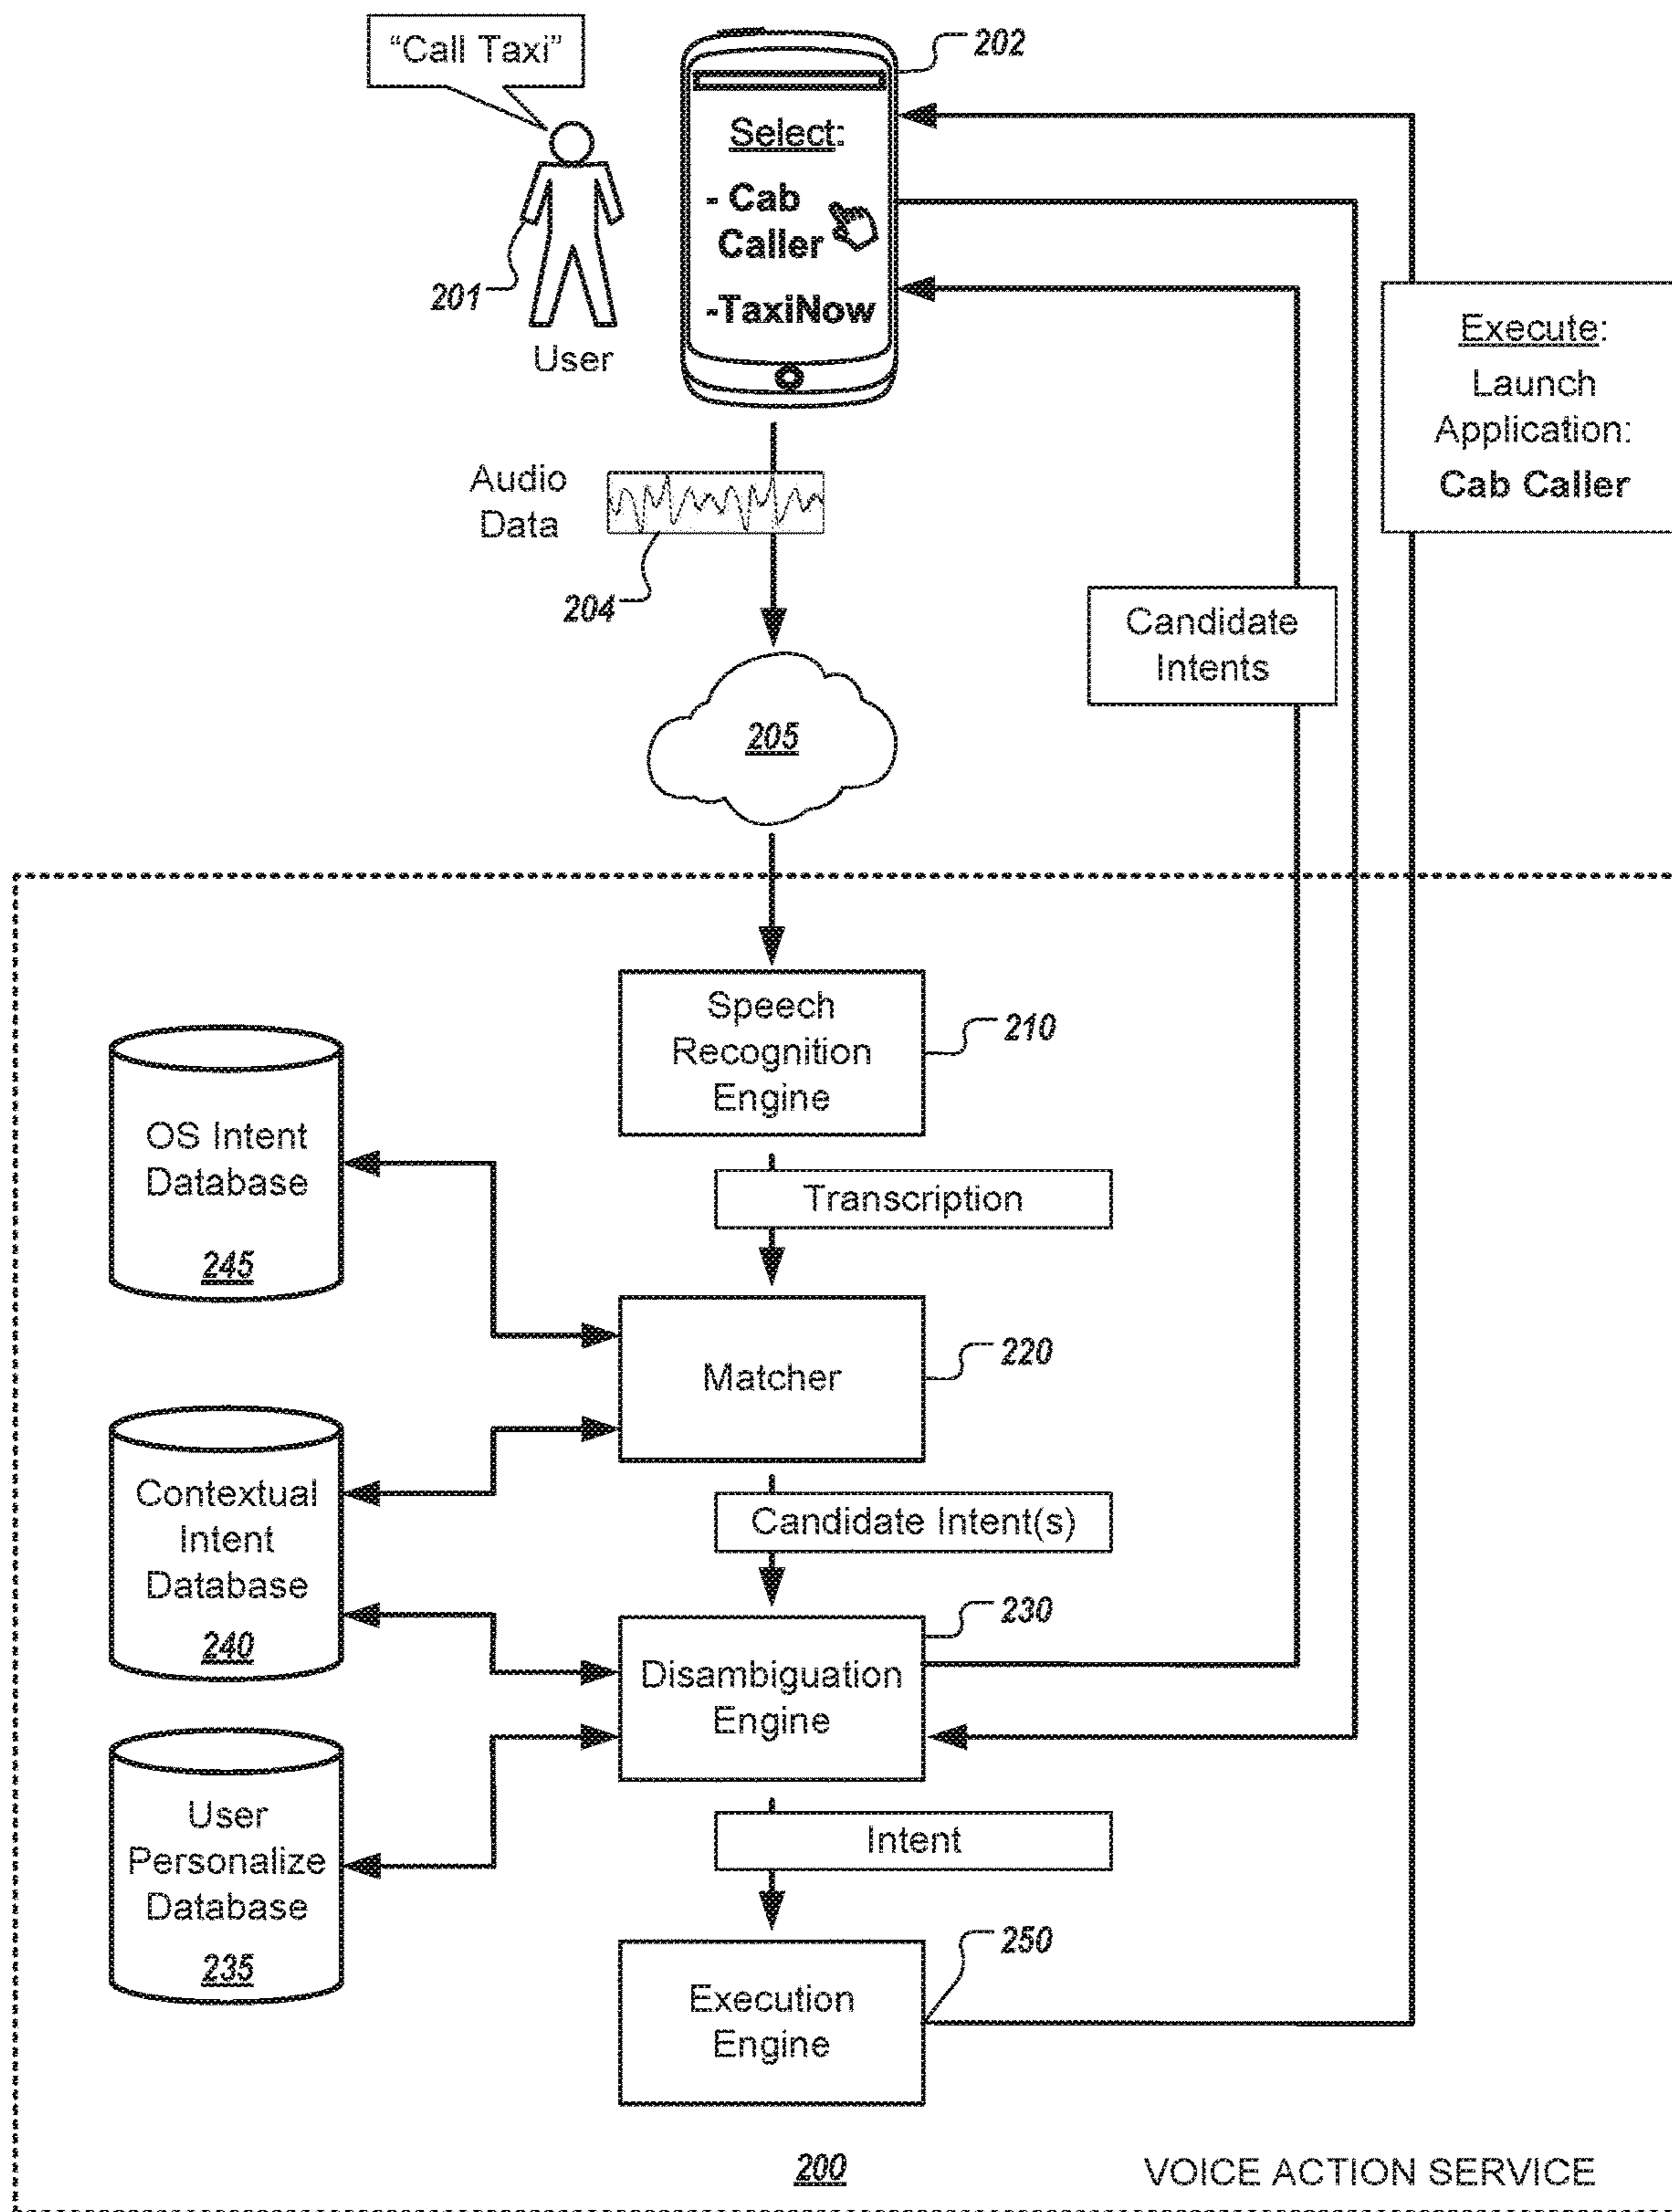 “Call Taxi”
202
Select:
- Cab
Caller
-TaxiNow
201
User
Execute:
Launch
Application:
Cab Caller
Audio
Data
204
Candidate
Intents
205
Speech
Recognition
Engine
210
OS Intent
Database
245
Transcription
Matcher
220
Contextual
Intent
Database
240
Candidate Intent(s)
230
Disambiguation
Engine
User
Personalize
Database
235
Intent
250
Execution
Engine
200
VOICE ACTION SERVICE